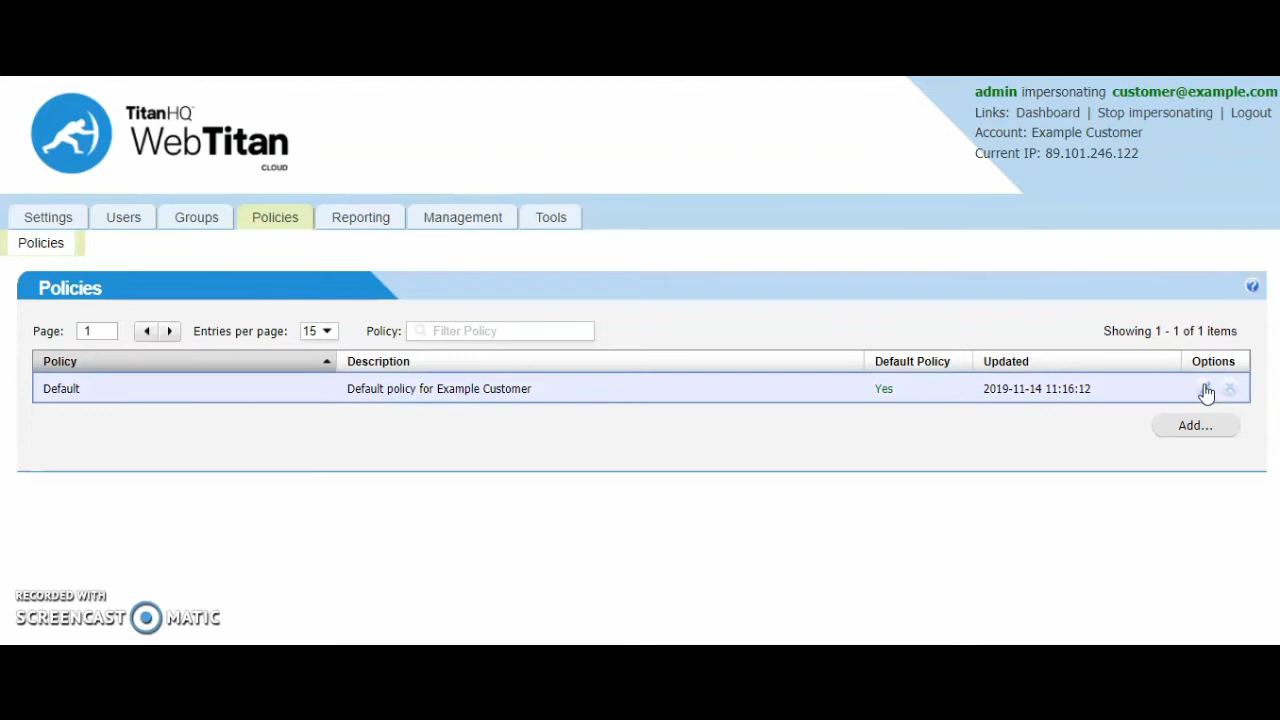 TitanHQ
WebTitan
CLOUD
admin impersonating customer@example.com
Links: Dashboard | Stop impersonating | Logout
Account: Example Customer
Current IP: 89.101.246.122
Settings Users Groups Policies Reporting Management Tools
Policies
Policies
Page: 1 Entries per page: 15 Policy: Filter Policy Showing 1 - 1 of 1 items
Policy Description Default Policy Updated Options
Default Default policy for Example Customer Yes 2019-11-14 11:16:12
Add...
RECORDED WITH
SCREENCAST MATIC